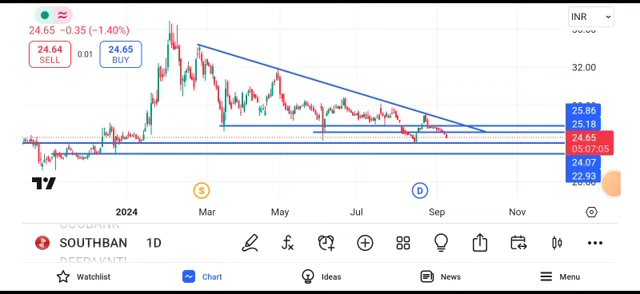 24.65 −0.35 (−1.40%)
24.64
SELL
0.01
24.65
BUY
INR
32.00
25.86
25.18
24.65
05:07:05
24.07
22.93
S
D
2024
Mar
May
Jul
Sep
Nov
SOUTHBAN 1D
Watchlist
Chart
Ideas
News
Menu